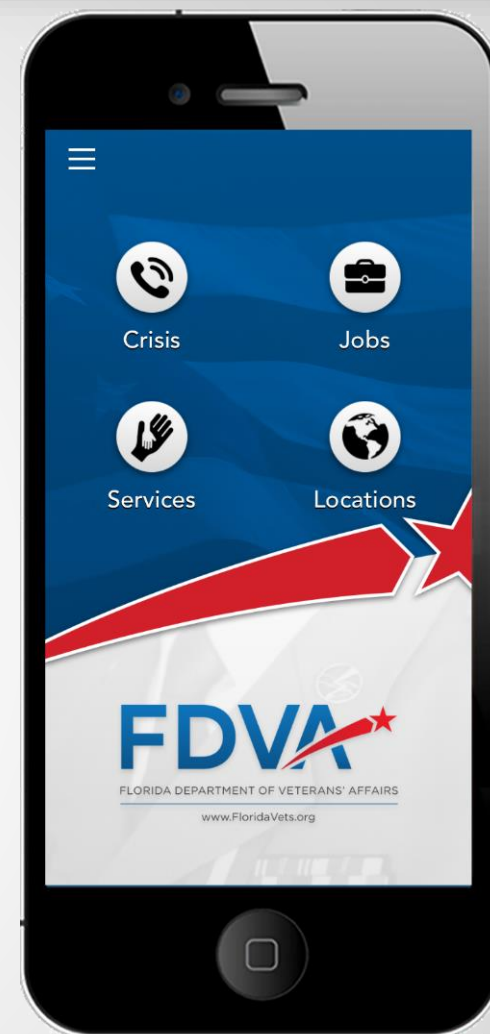 Crisis
Jobs
Services
Locations
FDVA
FLORIDA DEPARTMENT OF VETERANS' AFFAIRS
www.FloridaVets.org